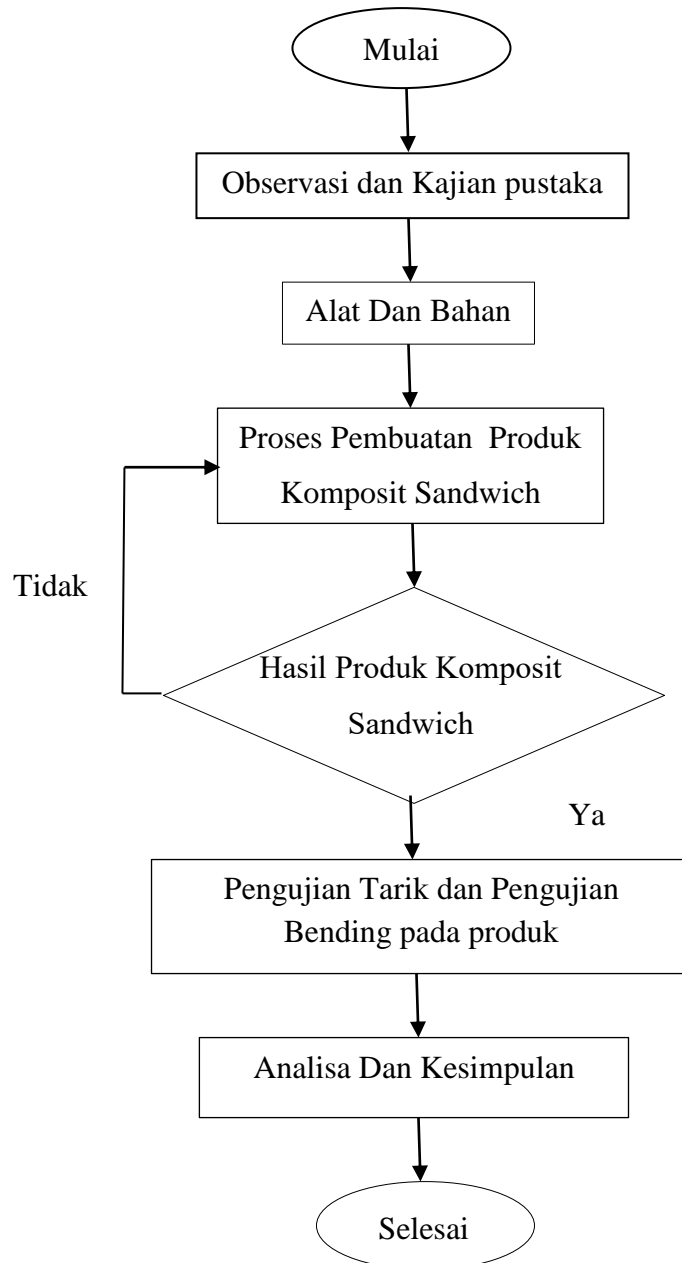 Mulai
Observasi dan Kajian pustaka
Alat Dan Bahan
Proses Pembuatan Produk
Komposit Sandwich
Tidak
Hasil Produk Komposit
Sandwich
Ya
Pengujian Tarik dan Pengujian
Bending pada produk
Analisa Dan Kesimpulan
Selesai